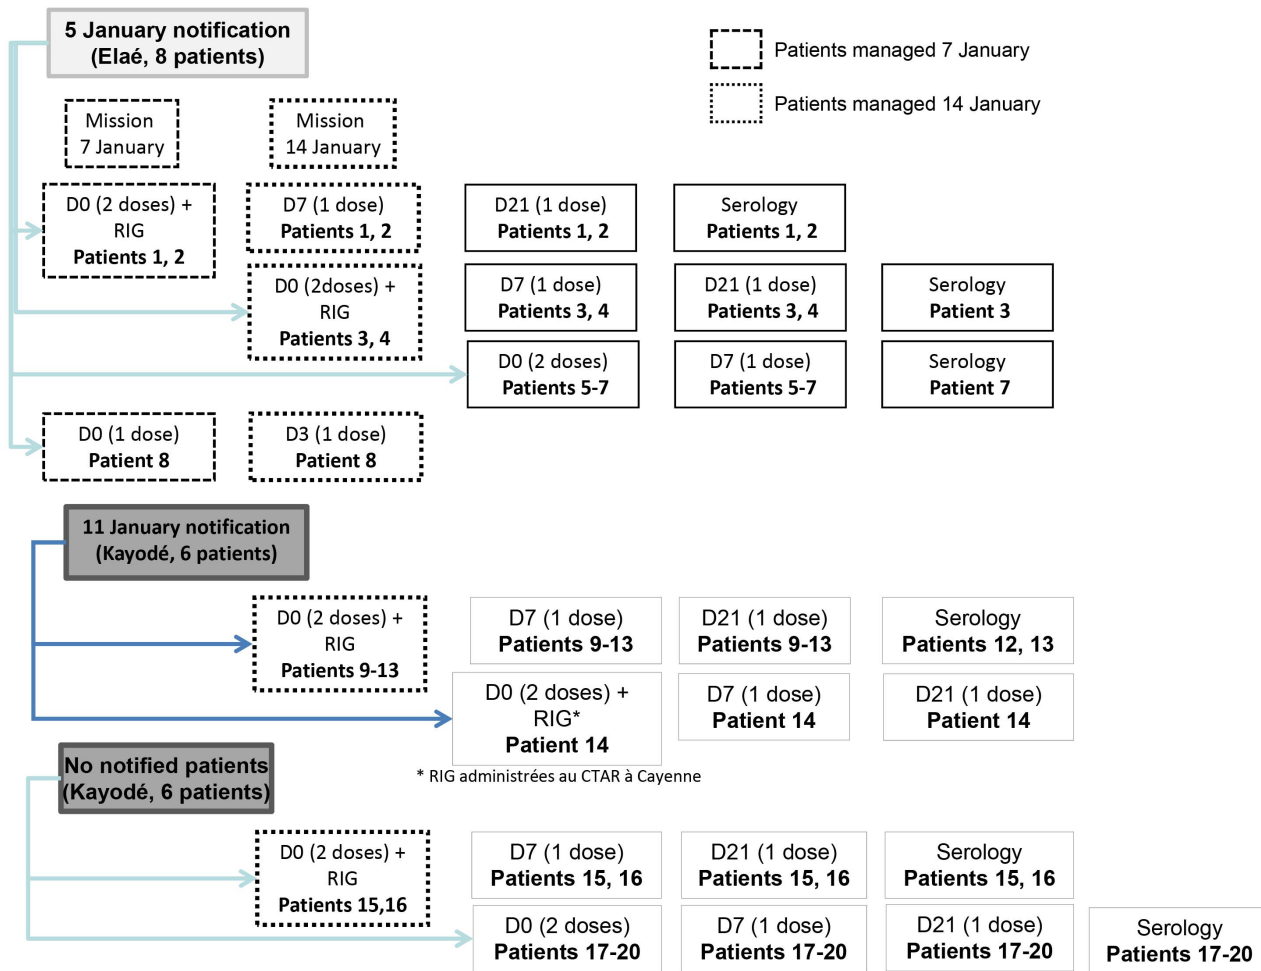 5 January notification
(Elaé, 8 patients)
Patients managed 7 January
Patients managed 14 January
Mission
7 January
Mission
14 January
D0 (2 doses) +
RIG
Patients 1, 2
D7 (1 dose)
Patients 1, 2
D21 (1 dose)
Patients 1, 2
Serology
Patients 1, 2
D0 (2doses) +
RIG
Patients 3, 4
D7 (1 dose)
Patients 3, 4
D21 (1 dose)
Patients 3, 4
Serology
Patient 3
D0 (2 doses)
Patients 5-7
D7 (1 dose)
Patients 5-7
Serology
Patient 7
D0 (1 dose)
Patient 8
D3 (1 dose)
Patient 8
11 January notification
(Kayodé, 6 patients)
D0 (2 doses) +
RIG
Patients 9-13
D7 (1 dose)
Patients 9-13
D21 (1 dose)
Patients 9-13
Serology
Patients 12, 13
D0 (2 doses) +
RIG*
Patient 14
D7 (1 dose)
Patient 14
D21 (1 dose)
Patient 14
* RIG administrées au CTAR à Cayenne
No notified patients
(Kayodé, 6 patients)
D0 (2 doses) +
RIG
Patients 15,16
D7 (1 dose)
Patients 15, 16
D21 (1 dose)
Patients 15, 16
Serology
Patients 15, 16
D0 (2 doses)
Patients 17-20
D7 (1 dose)
Patients 17-20
D21 (1 dose)
Patients 17-20
Serology
Patients 17-20